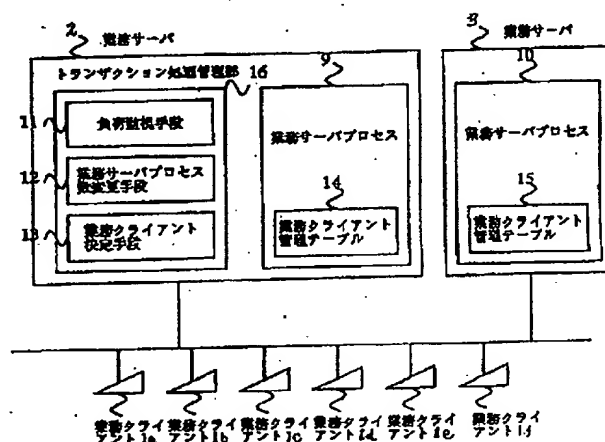 2
業務サーバ
3
業務サーバ
トランザクション処理管理部
16
9
10
11
負荷監視手段
12
業務サーバプロセス
数変更手段
13
業務クライアント
決定手段
業務サーバプロセス
14
業務クライアント
管理テーブル
業務サーバプロセス
15
業務クライアント
管理テーブル
業務クライ
アント1a
業務クライ
アント1b
業務クライ
アント1c
業務クライ
アント1d
業務クライ
アント1e
業務クライ
アント1f